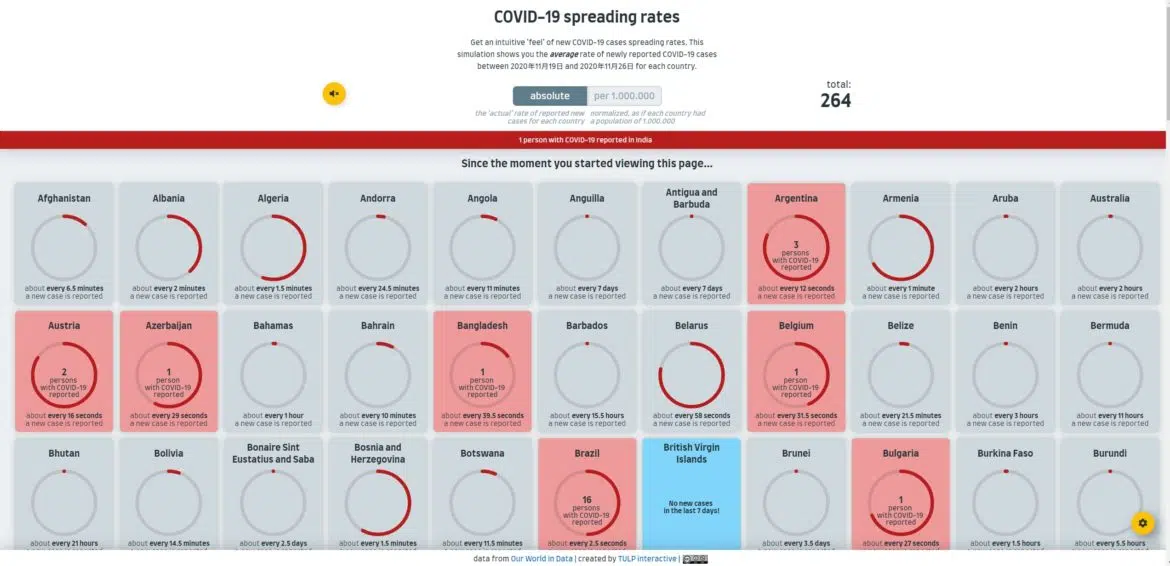 COVID-19 spreading rates
Get an intuitive 'feel' of new COVID-19 cases spreading rates. This
simulation shows you the average rate of newly reported COVID-19 cases
between 2020年11月19日 and 2020年11月26日 for each country.
absolute per 1.000.000
the 'actual' rate of reported new
cases for each country
normalized, as if each country had
a population of 1.000.000
total:
264
1 person with COVID-19 reported in India
Since the moment you started viewing this page...
Afghanistan
about every 6.5 minutes
a new case is reported
Albania
about every 2 minutes
a new case is reported
Algeria
about every 1.5 minutes
a new case is reported
Andorra
about every 24.5 minutes
a new case is reported
Angola
about every 11 minutes
a new case is reported
Anguilla
about every 7 days
a new case is reported
Antigua and
Barbuda
about every 7 days
a new case is reported
Argentina
3
persons
with COVID-19
reported
about every 12 seconds
a new case is reported
Armenia
about every 1 minute
a new case is reported
Aruba
about every 2 hours
a new case is reported
Australia
about every 2 hours
a new case is reported
Austria
2
persons
with COVID-19
reported
about every 16 seconds
a new case is reported
Azerbaijan
1
person
with COVID-19
reported
about every 29 seconds
a new case is reported
Bahamas
about every 1 hour
a new case is reported
Bahrain
about every 10 minutes
a new case is reported
Bangladesh
1
person
with COVID-19
reported
about every 39.5 seconds
a new case is reported
Barbados
about every 15.5 hours
a new case is reported
Belarus
about every 58 seconds
a new case is reported
Belgium
1
person
with COVID-19
reported
about every 31.5 seconds
a new case is reported
Belize
about every 21.5 minutes
a new case is reported
Benin
about every 3 hours
a new case is reported
Bermuda
about every 11 hours
a new case is reported
Bhutan
about every 21 hours
Bolivia
about every 14.5 minutes
Bonaire Sint
Eustatius and Saba
about every 2.5 days
Bosnia and
Herzegovina
about every 1.5 minutes
Botswana
about every 11.5 minutes
Brazil
16
persons
with COVID-19
reported
about every 2.5 seconds
British Virgin
Islands
No new cases
in the last 7 days!
Brunei
about every 3.5 days
Bulgaria
1
person
with COVID-19
reported
about every 27 seconds
Burkina Faso
about every 1.5 hours
Burundi
about every 5.5 hours
data from Our World in Data | created by TULP interactive |